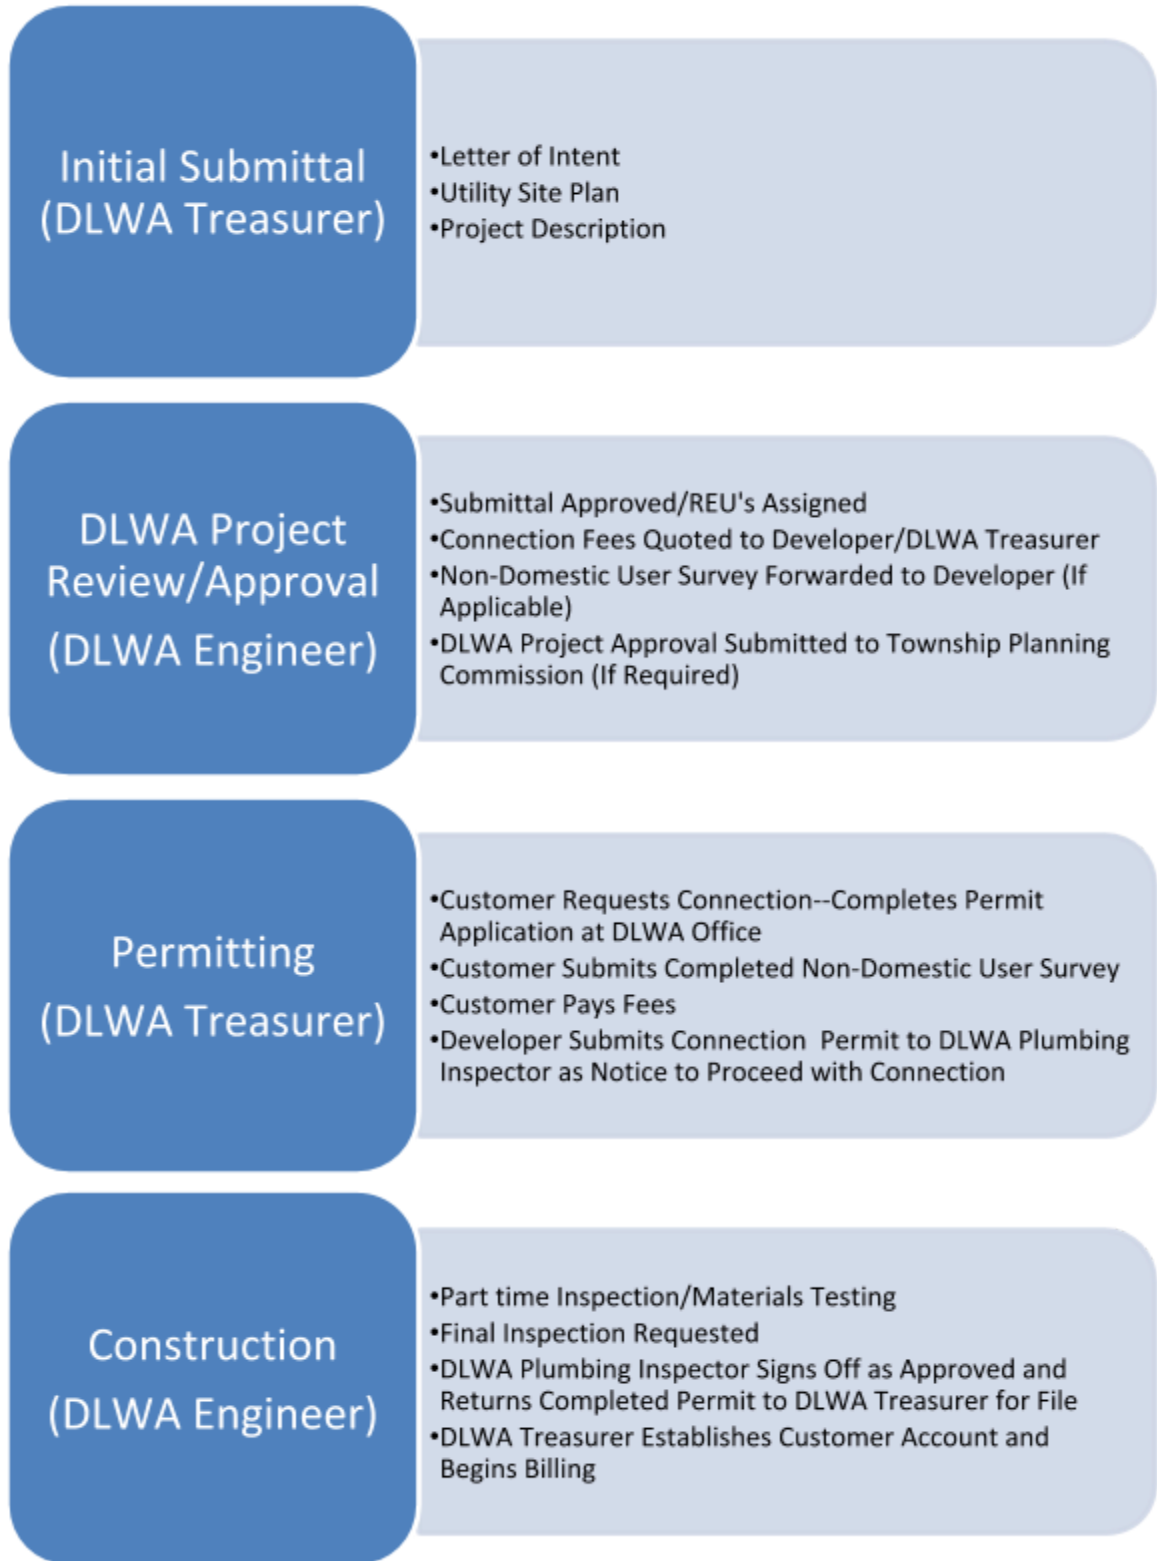 Initial Submittal
(DLWA Treasurer)
•Letter of Intent
•Utility Site Plan
•Project Description
DLWA Project
Review/Approval
(DLWA Engineer)
•Submittal Approved/REU's Assigned
•Connection Fees Quoted to Developer/DLWA Treasurer
•Non-Domestic User Survey Forwarded to Developer (If
Applicable)
•DLWA Project Approval Submitted to Township Planning
Commission (If Required)
Permitting
(DLWA Treasurer)
•Customer Requests Connection--Completes Permit
Application at DLWA Office
•Customer Submits Completed Non-Domestic User Survey
•Customer Pays Fees
•Developer Submits Connection  Permit to DLWA Plumbing
Inspector as Notice to Proceed with Connection
Construction
(DLWA Engineer)
•Part time Inspection/Materials Testing
•Final Inspection Requested
•DLWA Plumbing Inspector Signs Off as Approved and
Returns Completed Permit to DLWA Treasurer for File
•DLWA Treasurer Establishes Customer Account and
Begins Billing